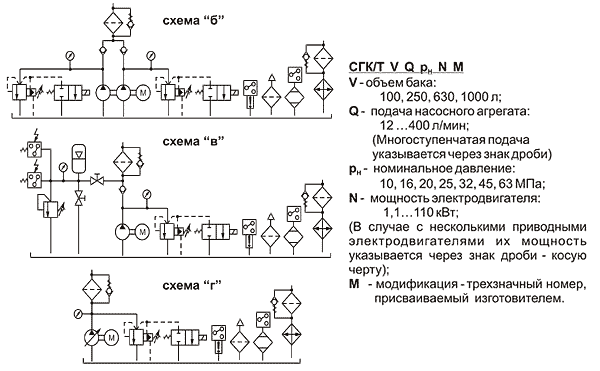 схема “б”
М
схема “в”
М
схема “г”
М
СГК/Т V Q рн N М
V - объем бака:
100, 250, 630, 1000 л;
Q - подача насосного агрегата:
12 ...400 л/мин;
(Многоступенчатая подача
указывается через знак дроби)
рн - номинальное давление:
10, 16, 20, 25, 32, 45, 63 МПа;
N - мощность электродвигателя:
1,1...110 кВт;
(В случае с несколькими приводными
электродвигателями их мощность
указывается через знак дроби - косую
черту);
М - модификация - трехзначный номер,
присваиваемый изготовителем.